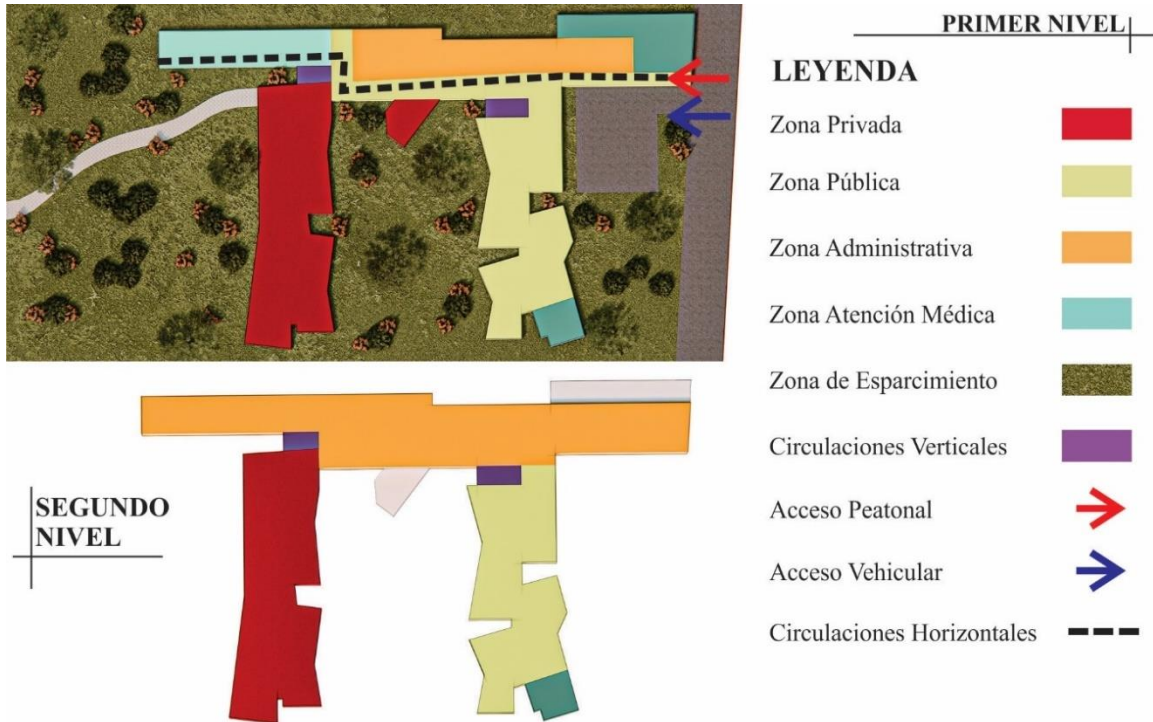 PRIMER NIVEL
LEYENDA
Zona Privada
Zona Pública
Zona Administrativa
Zona Atención Médica
Zona de Esparcimiento
Circulaciones Verticales
Acceso Peatonal
Acceso Vehicular
Circulaciones Horizontales
SEGUNDO
NIVEL